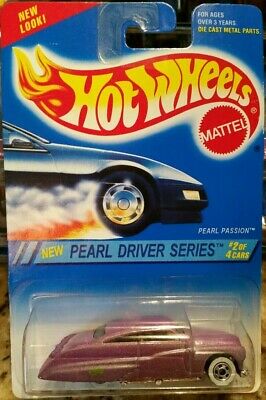 NEW
LOOK!
FOR AGES
OVER 3 YEARS
DIE CAST METAL PARTS.
Hot Wheels
MATTEL
PEARL PASSION™
NEW PEARL DRIVER SERIES™ #2 OF
4 CARS